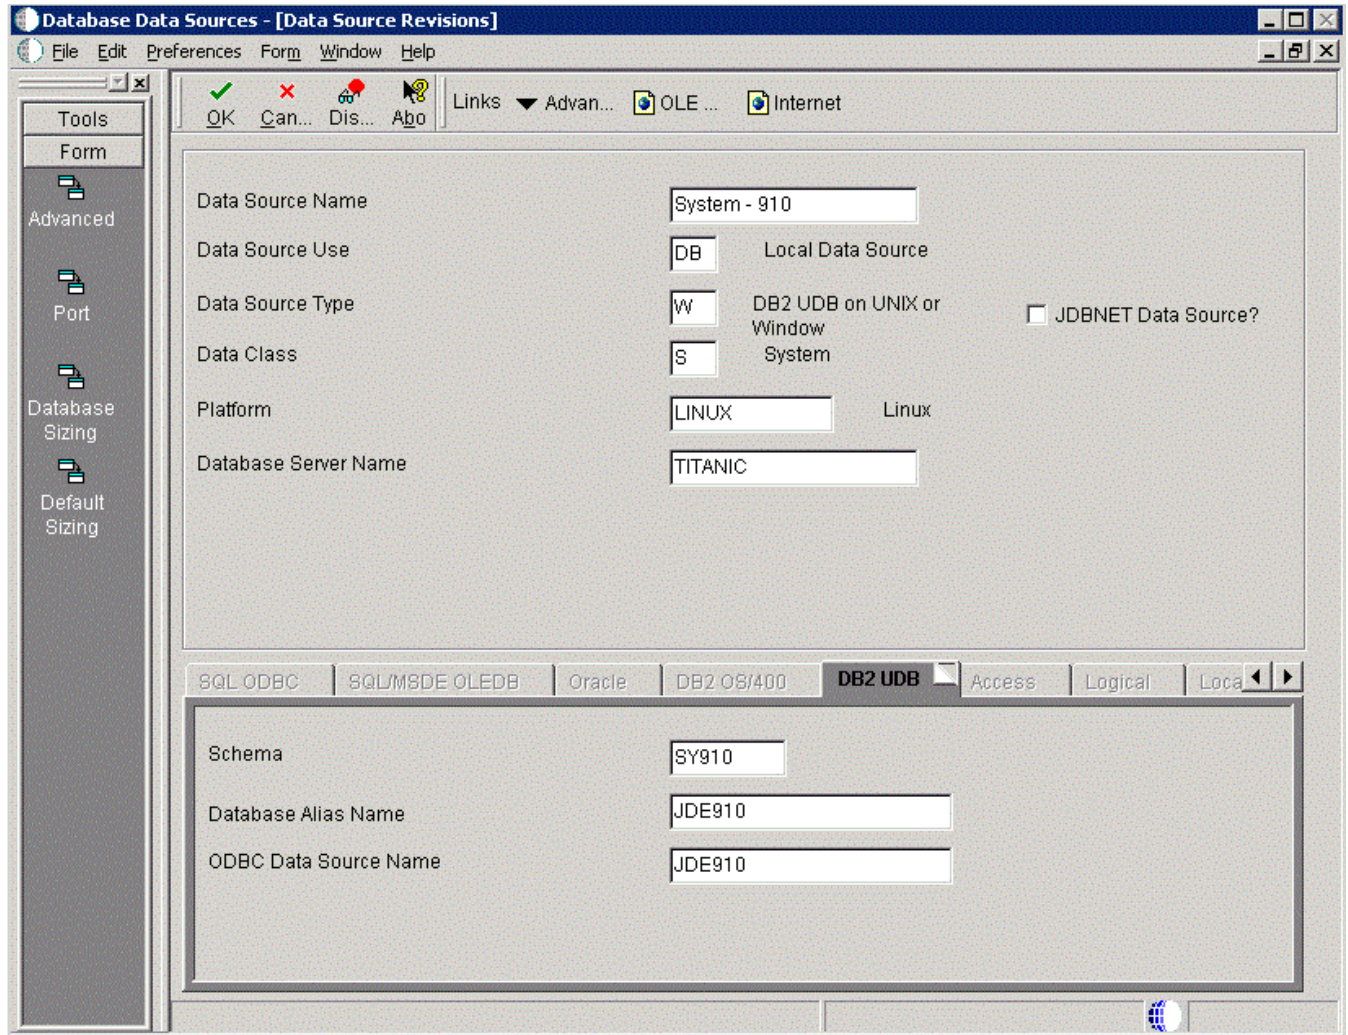 Database Data Sources - [Data Source Revisions]
File Edit Preferences Form Window Help
OK Can... Dis... Abo Links Advan... OLE ... Internet
Tools
Form
Advanced
Port
Database
Sizing
Default
Sizing
Data Source Name System - 910
Data Source Use DB Local Data Source
Data Source Type W DB2 UDB on UNIX or
Window
JDBNET Data Source?
Data Class S System
Platform LINUX Linux
Database Server Name TITANIC
SQL ODBC SQL/MSDE OLEDB Oracle DB2 OS/400 DB2 UDB Access Logical Loca
Schema SY910
Database Alias Name JDE910
ODBC Data Source Name JDE910